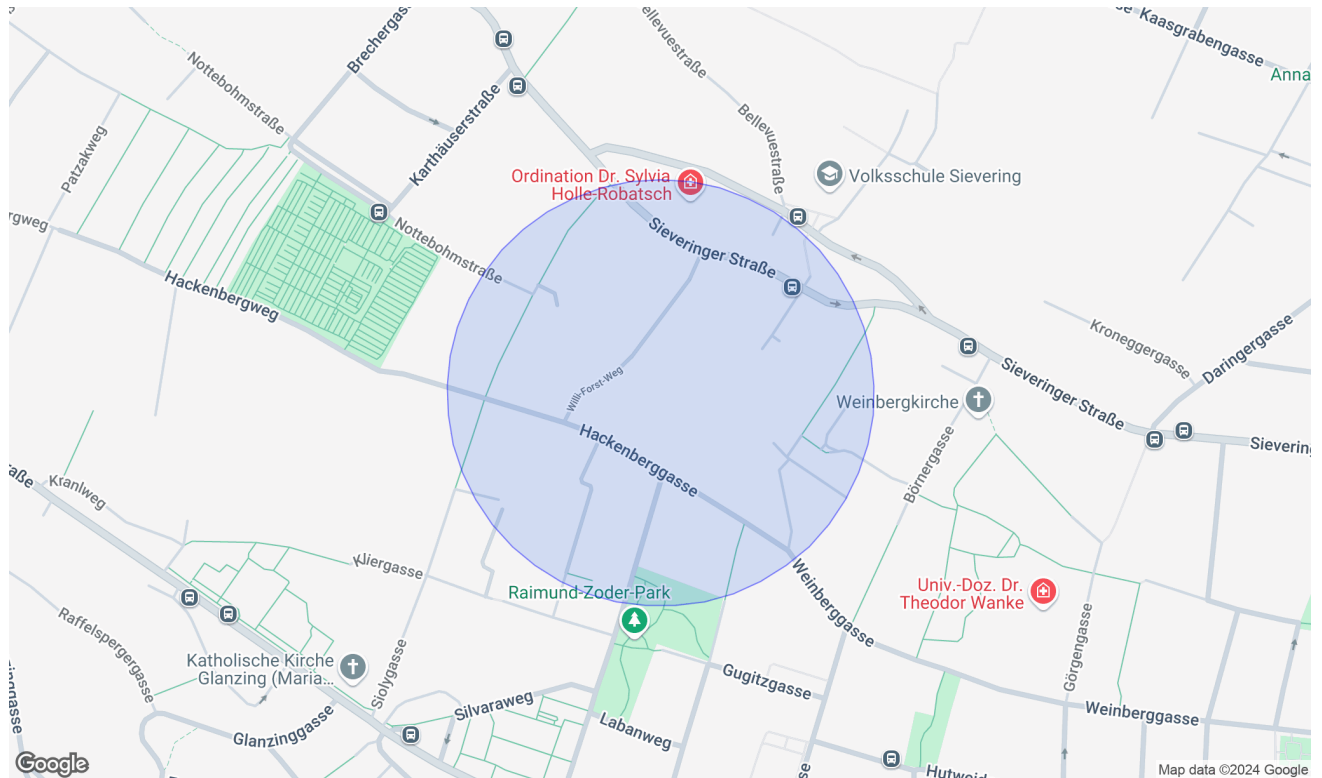 Kaasgrabengasse
Anna
Bellevuestraße
Brechergasse
Nottebohmstraße
Karthäuserstraße
Bellevuestraße
Patzakweg
Ordination Dr. Sylvia
Holle-Robatsch
Volksschule Sievering
Nottebohmstraße
Sieveringer Straße
Hackenbergweg
Kroneggergasse
Daringergasse
Sieveringer Straße
Willi-Forst-Weg
Weinbergkirche
Hackenberggasse
Sievering
Börnergasse
Kranlweg
Kliergasse
Weinberggasse
Univ.-Doz. Dr.
Theodor Wanke
Raimund-Zoder-Park
Raffelspergergasse
Katholische Kirche
Glanzing (Maria...
Siolygasse
Görgengasse
Gugitzgasse
Silvaraweg
Glanzinggasse
Labanweg
Weinberggasse
Hutweid
Google
Map data ©2024 Google